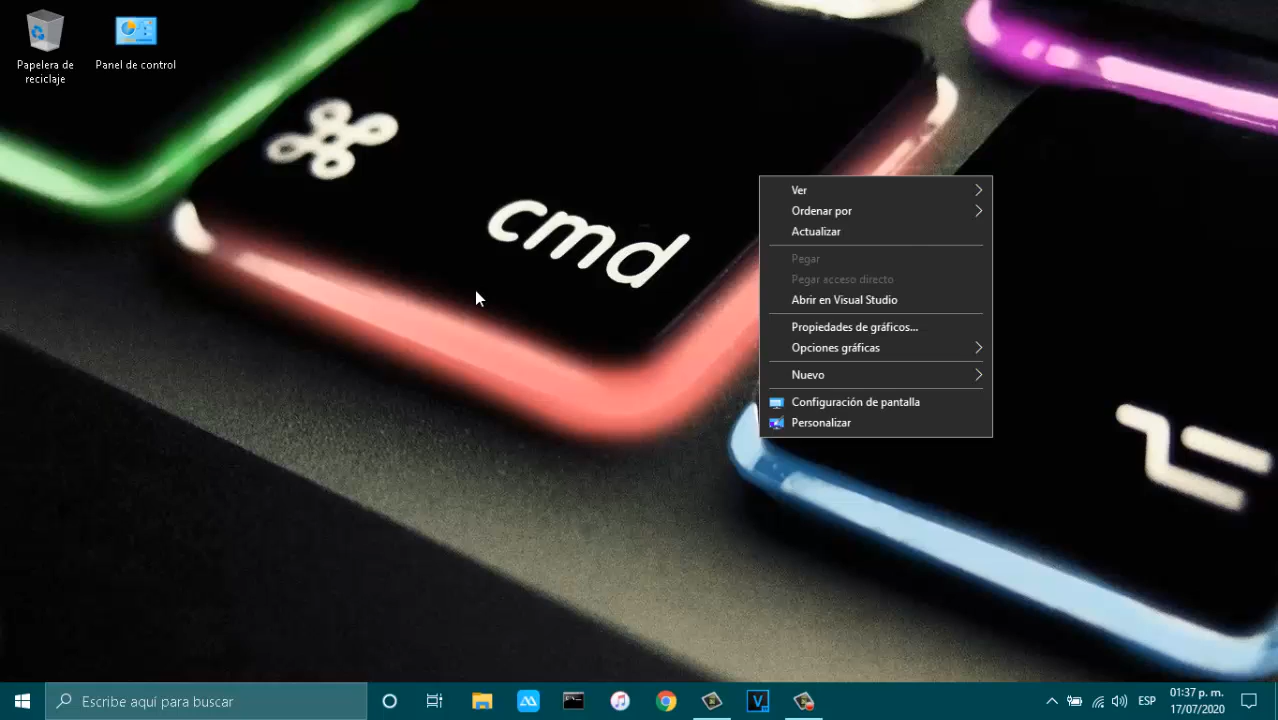 Papelera de
reciclaje
Panel de control
cmd
Ver
Ordenar por
Actualizar
Pegar
Pegar acceso directo
Abrir en Visual Studio
Propiedades de gráficos...
Opciones gráficas
Nuevo
Configuración de pantalla
Personalizar
Escribe aquí para buscar
V
ESP
01:37 p. m.
17/07/2020